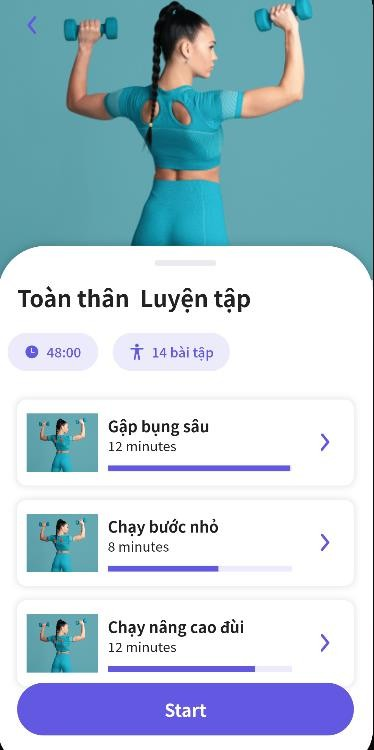 Toàn thân Luyện tập
48:00
14 bài tập
Gập bụng sâu
12 minutes
Chạy bước nhỏ
8 minutes
Chạy nâng cao đùi
12 minutes
Start